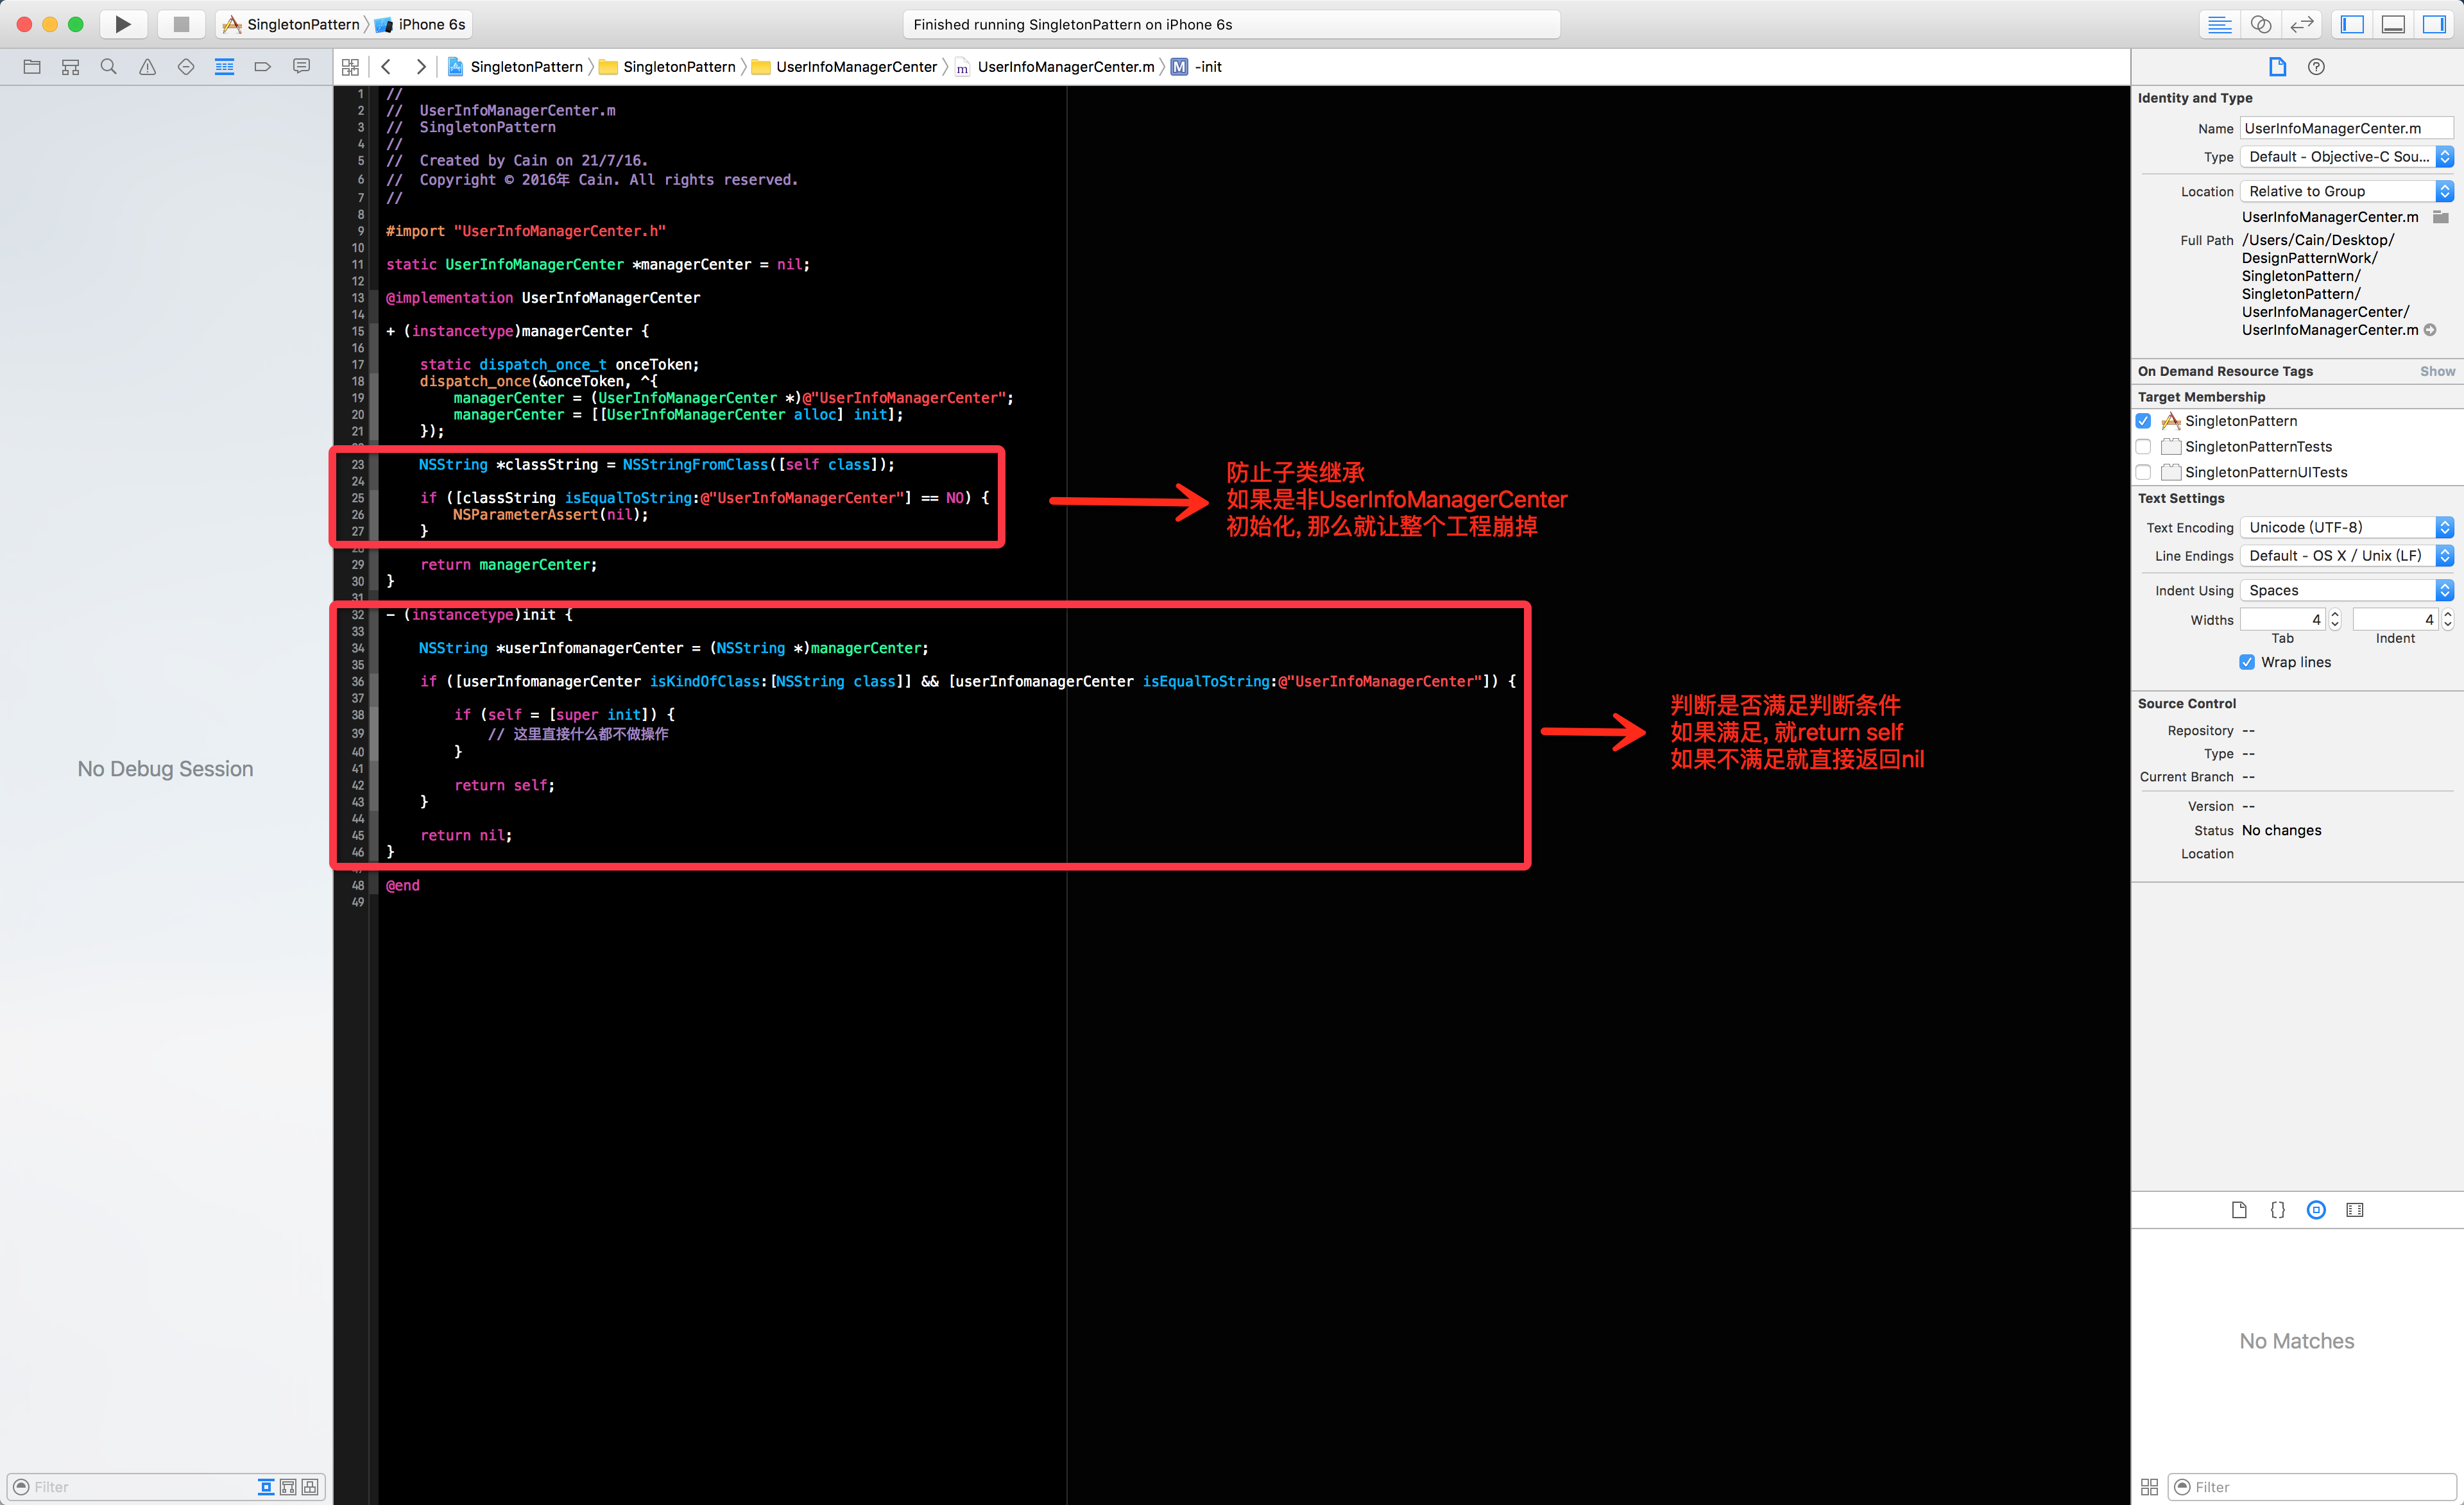 SingletonPattern
iPhone 6s
Finished running SingletonPattern on iPhone 6s
SingletonPattern
SingletonPattern
UserInfoManagerCenter
UserInfoManagerCenter.m
M -init
No Debug Session
Filter
1 //
2 //  UserInfoManagerCenter.m
3 //  SingletonPattern
4 //
5 //  Created by Cain on 21/7/16.
6 //  Copyright © 2016年 Cain. All rights reserved.
7 //
8
9 #import "UserInfoManagerCenter.h"
10
11 static UserInfoManagerCenter *managerCenter = nil;
12
13 @implementation UserInfoManagerCenter
14
15 + (instancetype)managerCenter {
16
17     static dispatch_once_t onceToken;
18     dispatch_once(&onceToken, ^{
19         managerCenter = (UserInfoManagerCenter *)@"UserInfoManagerCenter";
20         managerCenter = [[UserInfoManagerCenter alloc] init];
21     });
23     NSString *classString = NSStringFromClass([self class]);
24
25     if ([classString isEqualToString:@"UserInfoManagerCenter"] == NO) {
26         NSParameterAssert(nil);
27     }
28
29     return managerCenter;
30 }
31
32 - (instancetype)init {
33
34     NSString *userInfomanagerCenter = (NSString *)managerCenter;
35
36     if ([userInfomanagerCenter isKindOfClass:[NSString class]] && [userInfomanagerCenter isEqualToString:@"UserInfoManagerCenter"]) {
37
38         if (self = [super init]) {
39             // 这里直接什么都不做操作
40         }
41
42         return self;
43     }
44
45     return nil;
46 }
48 @end
49
防止子类继承
如果是非UserInfoManagerCenter
初始化, 那么就让整个工程崩掉
判断是否满足判断条件
如果满足, 就return self
如果不满足就直接返回nil
Identity and Type
Name UserInfoManagerCenter.m
Type Default - Objective-C Sou...
Location Relative to Group
UserInfoManagerCenter.m
Full Path /Users/Cain/Desktop/
DesignPatternWork/
SingletonPattern/
SingletonPattern/
UserInfoManagerCenter/
UserInfoManagerCenter.m
On Demand Resource Tags Show
Target Membership
SingletonPattern
SingletonPatternTests
SingletonPatternUITests
Text Settings
Text Encoding Unicode (UTF-8)
Line Endings Default - OS X / Unix (LF)
Indent Using Spaces
Widths 4 4
Tab Indent
Wrap lines
Source Control
Repository --
Type --
Current Branch --
Version --
Status No changes
Location
No Matches
Filter